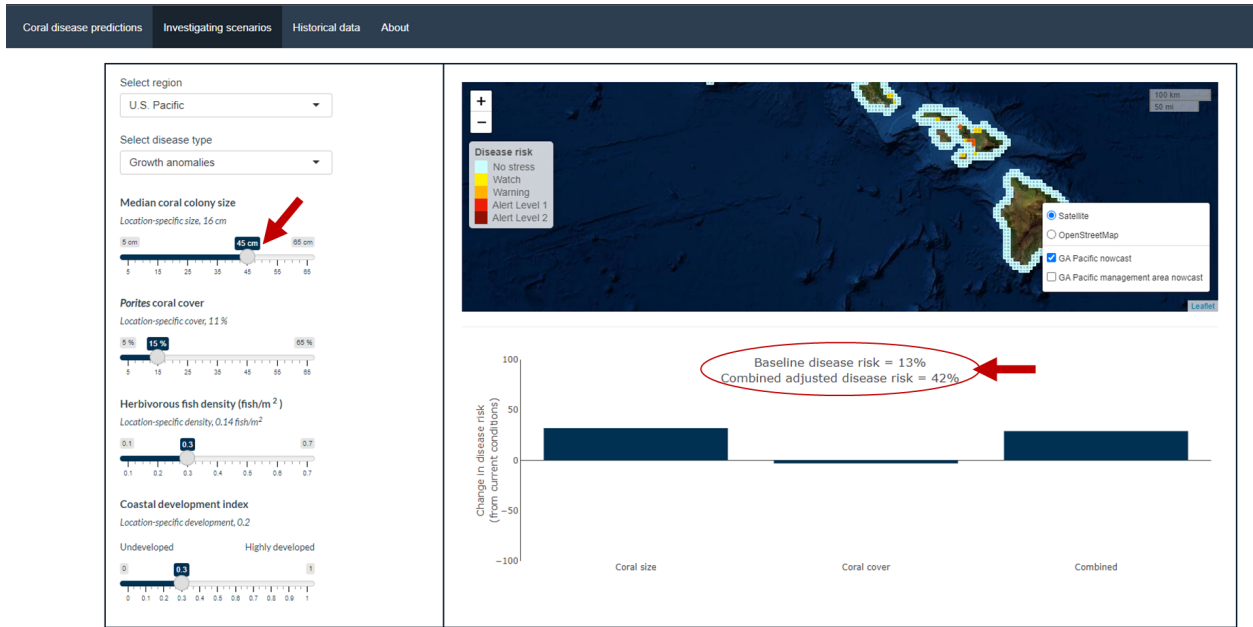 Coral disease predictions Investigating scenarios Historical data About
Select region
U.S. Pacific
Select disease type
Growth anomalies
Median coral colony size
Location-specific size, 16 cm
5 cm 45 cm 65 cm
5 15 25 35 45 55 65
Porites coral cover
Location-specific cover, 11 %
5 % 15 % 65 %
5 15 25 35 45 55 65
Herbivorous fish density (fish/m²)
Location-specific density, 0.14 fish/m²
0.1 0.3 0.7
0.1 0.2 0.3 0.4 0.5 0.6 0.7
Coastal development index
Location-specific development, 0.2
Undeveloped Highly developed
0 0.3 1
0 0.1 0.2 0.3 0.4 0.5 0.6 0.7 0.8 0.9 1
+
−
Disease risk
No stress
Watch
Warning
Alert Level 1
Alert Level 2
100 km
50 mi
Satellite
OpenStreetMap
GA Pacific nowcast
GA Pacific management area nowcast
Leaflet
Baseline disease risk = 13%
Combined adjusted disease risk = 42%
Change in disease risk
(from current conditions)
100
50
0
−50
−100
Coral size Coral cover Combined